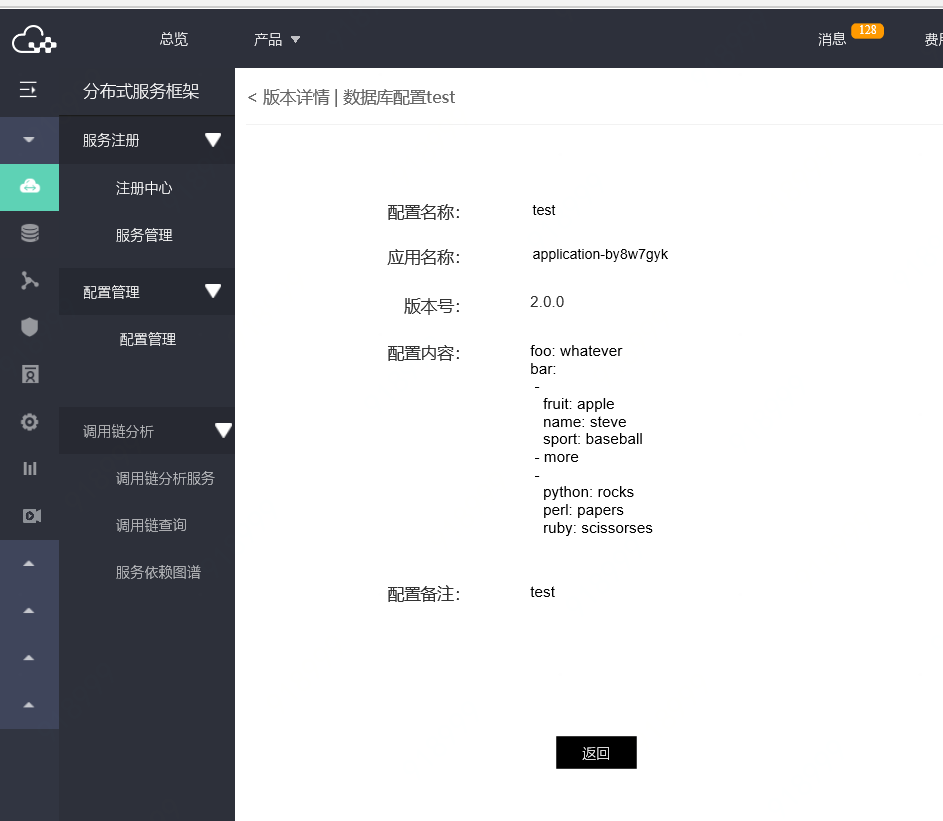 总览
产品
消息
128
费用
分布式服务框架
服务注册
注册中心
服务管理
配置管理
配置管理
调用链分析
调用链分析服务
调用链查询
服务依赖图谱
< 版本详情 | 数据库配置test
配置名称： test
应用名称： application-by8w7gyk
版本号： 2.0.0
配置内容： foo: whatever
bar:
-
fruit: apple
name: steve
sport: baseball
- more
-
python: rocks
perl: papers
ruby: scissorses
配置备注： test
返回